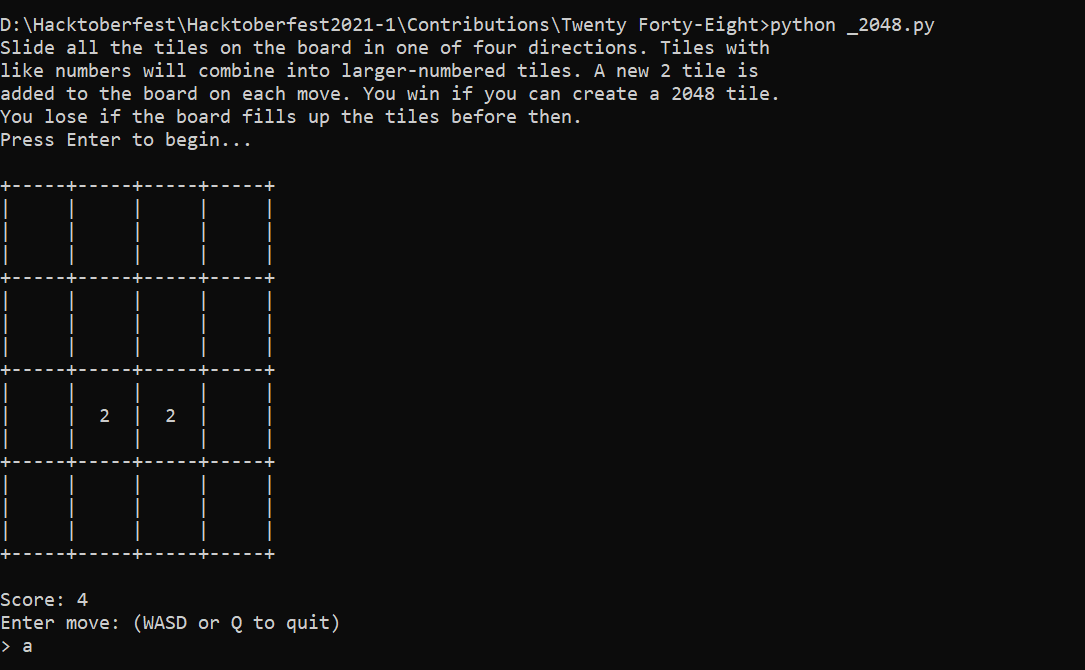 D:\Hacktoberfest\Hacktoberfest2021-1\Contributions\Twenty Forty-Eight>python _2048.py
Slide all the tiles on the board in one of four directions. Tiles with
like numbers will combine into larger-numbered tiles. A new 2 tile is
added to the board on each move. You win if you can create a 2048 tile.
You lose if the board fills up the tiles before then.
Press Enter to begin...

+-----+-----+-----+-----+
|     |     |     |     |
|     |     |     |     |
|     |     |     |     |
+-----+-----+-----+-----+
|     |     |     |     |
|     |     |     |     |
|     |     |     |     |
+-----+-----+-----+-----+
|     |     |     |     |
|     |  2  |  2  |     |
|     |     |     |     |
+-----+-----+-----+-----+
|     |     |     |     |
|     |     |     |     |
|     |     |     |     |
+-----+-----+-----+-----+

Score: 4
Enter move: (WASD or Q to quit)
> a